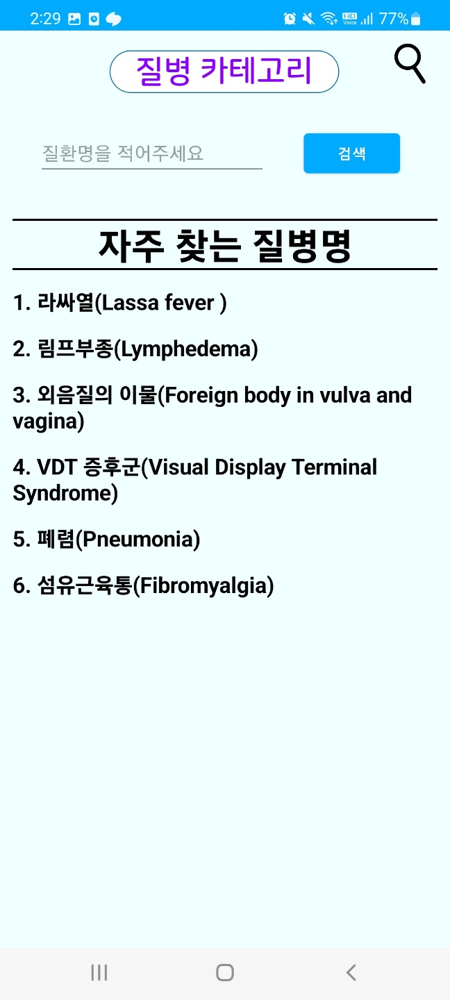 2:29
HD Voice
77%
질병 카테고리
질환명을 적어주세요
검색
자주 찾는 질병명
1. 라싸열(Lassa fever )
2. 림프부종(Lymphedema)
3. 외음질의 이물(Foreign body in vulva and
vagina)
4. VDT 증후군(Visual Display Terminal
Syndrome)
5. 폐렴(Pneumonia)
6. 섬유근육통(Fibromyalgia)